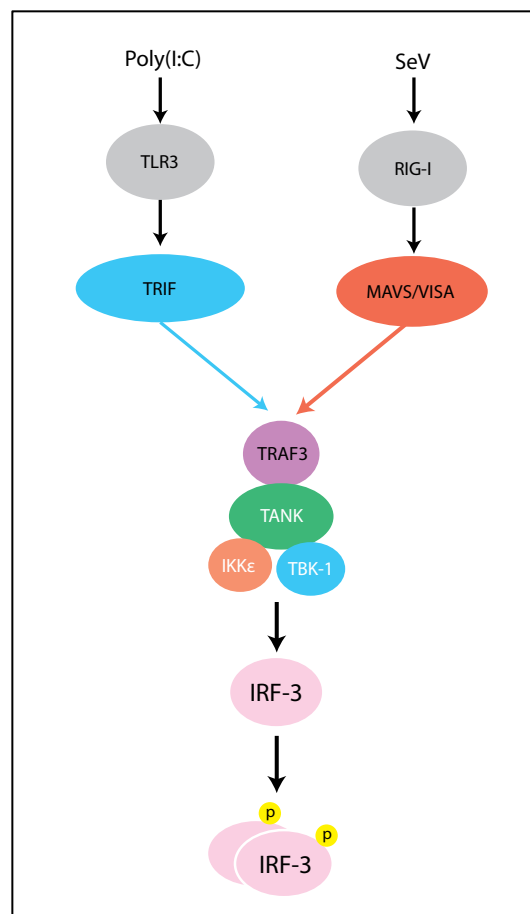 Poly(I:C)
SeV
TLR3
RIG-I
TRIF
MAVS/VISA
TRAF3
TANK
IKKε
TBK-1
IRF-3
p
p
IRF-3